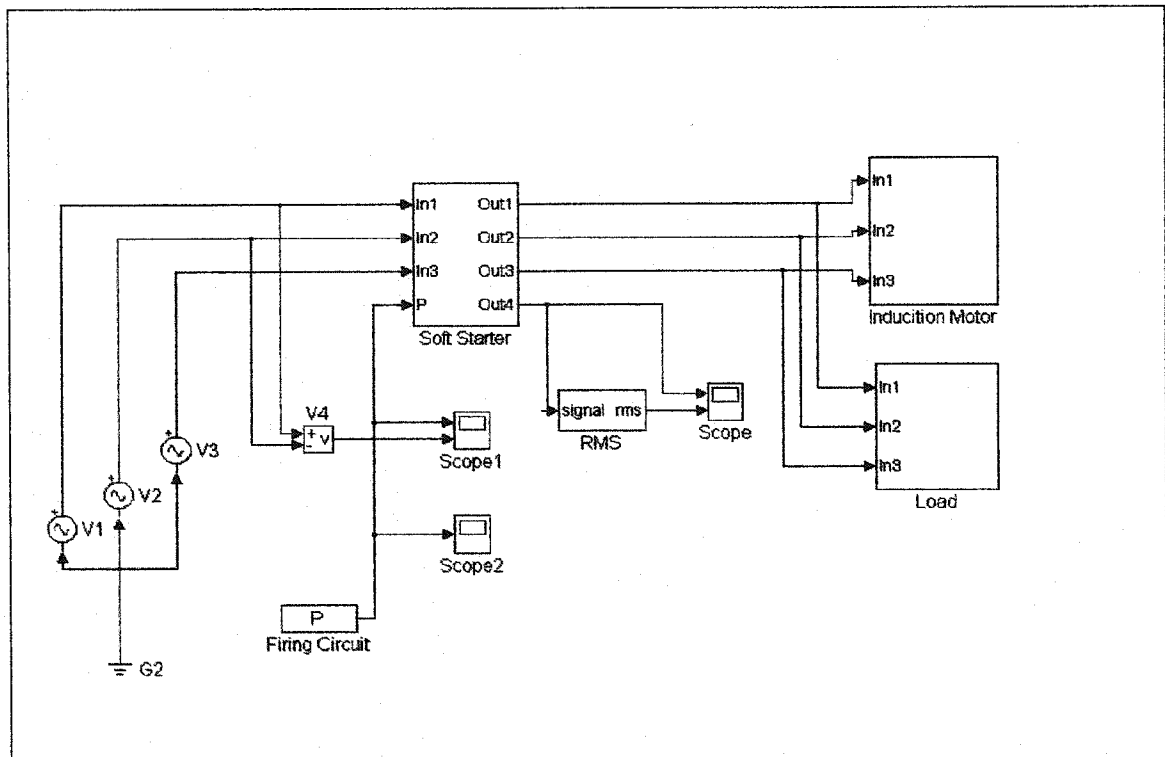 In1 Out1
In2 Out2
In3 Out3
P Out4
Soft Starter
In1
In2
In3
Inducition Motor
In1
In2
In3
Load
signal rms
RMS
Scope
V4
+
-
v
Scope1
Scope2
+
V3
+
V2
+
V1
P
Firing Circuit
G2